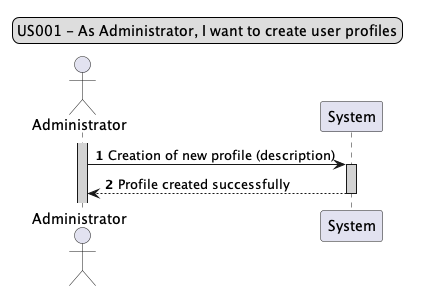 US001 - As Administrator, I want to create user profiles
Administrator
System
1 Creation of new profile (description)
2 Profile created successfully
Administrator
System